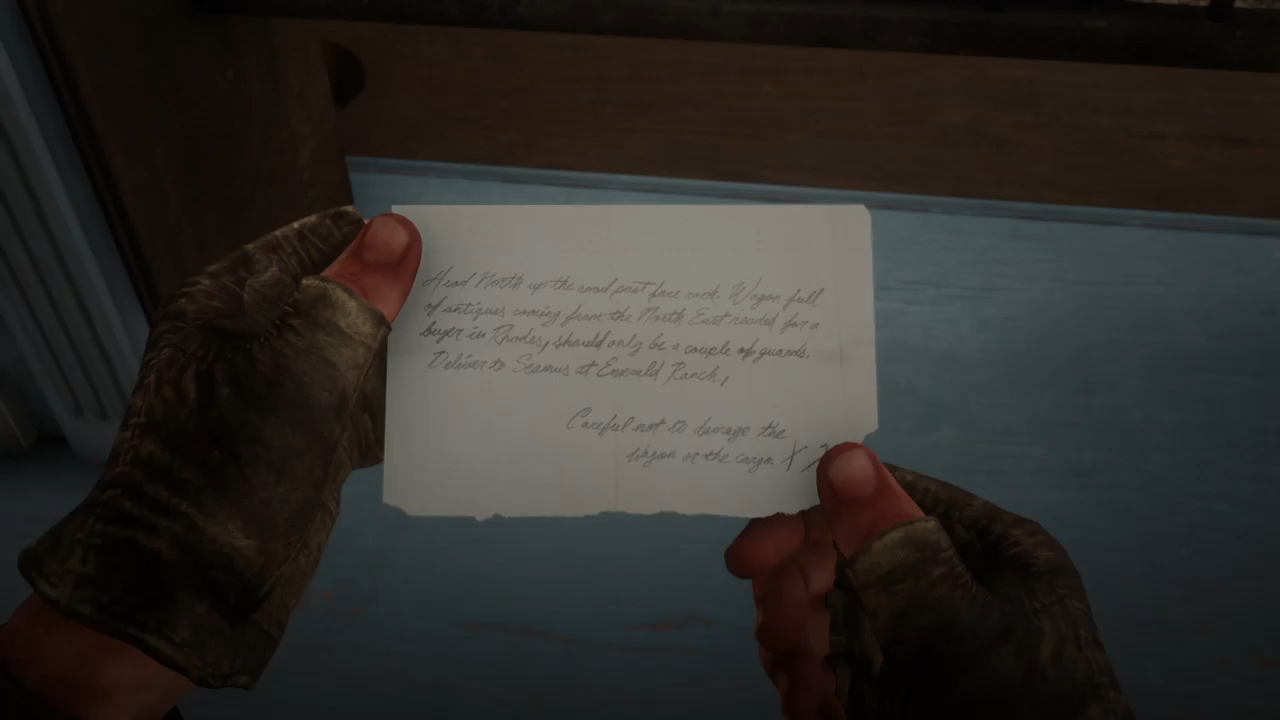 Head North up the road past face rock. Wagon full
of antiques coming from the North East needed for a
buyer in Rhodes, should only be a couple of guards.
Deliver to Seamus at Emerald Ranch,
Careful not to damage the
Wagon or the cargo. X